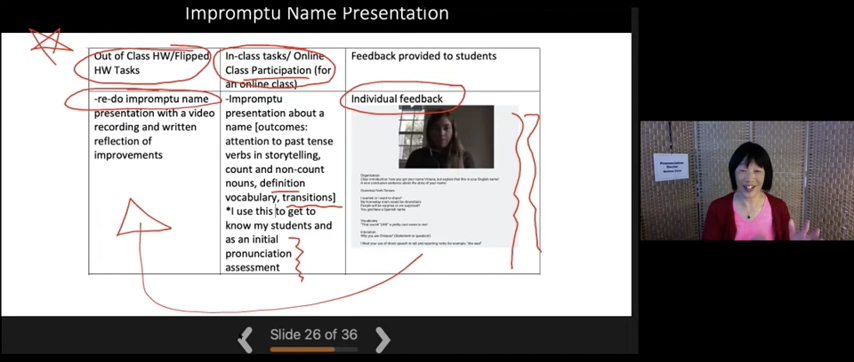 Impromptu Name Presentation
Out of Class HW/Flipped
HW Tasks
In-class tasks/ Online
Class Participation (for
an online class)
Feedback provided to students
-re-do impromptu name
presentation with a video
recording and written
reflection of
improvements
-Impromptu
presentation about a
name [outcomes:
attention to past tense
verbs in storytelling,
count and non-count
nouns, definition
vocabulary, transitions]
*I use this to get to
know my students and
as an initial
pronunciation
assessment
Individual feedback
Organization
Vocabulary
Slide 26 of 36
Pronunciation